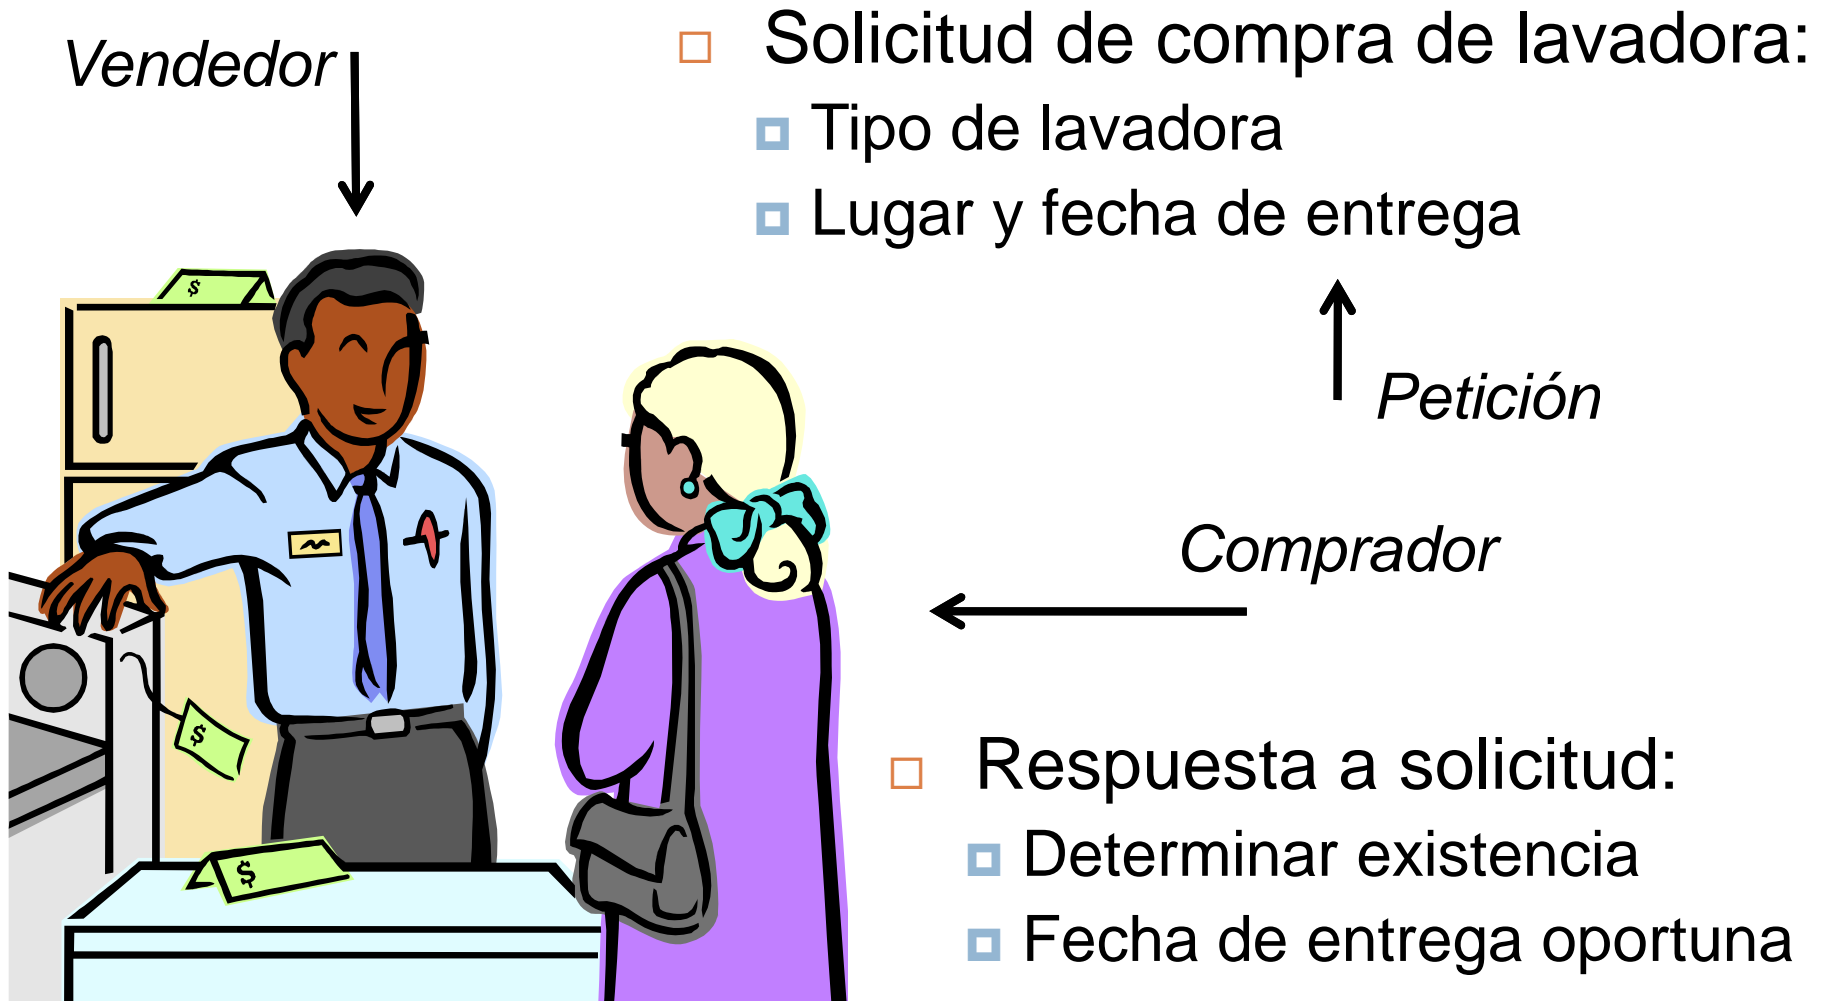 Vendedor
Solicitud de compra de lavadora:
Tipo de lavadora
Lugar y fecha de entrega
$
Petición
Comprador
$
Respuesta a solicitud:
$
Determinar existencia
Fecha de entrega oportuna